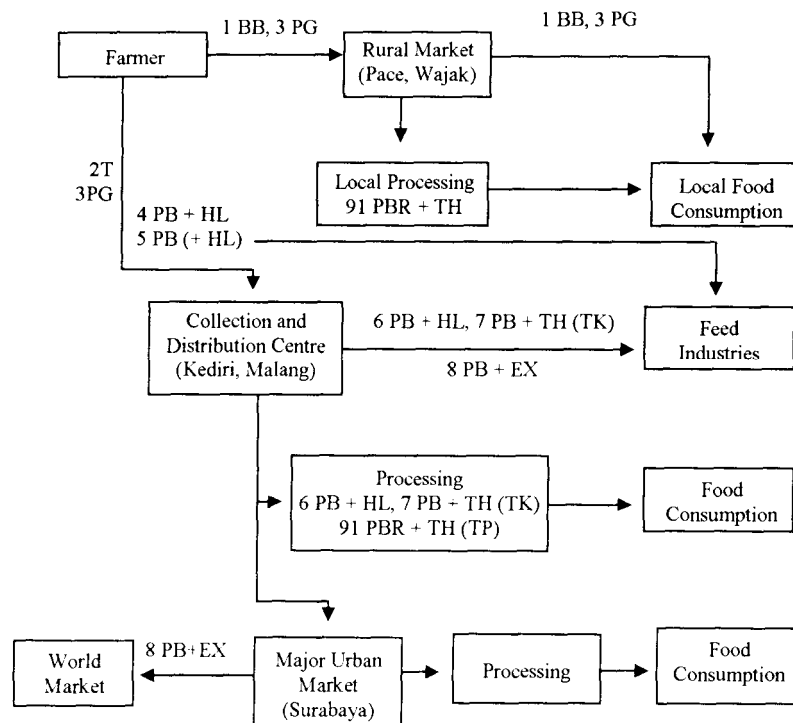 1 BB, 3 PG
1 BB, 3 PG
Farmer
Rural Market
(Pace, Wajak)
2T
3PG
Local Processing
91 PBR + TH
Local Food
Consumption
4 PB + HL
5 PB (+ HL)
Collection and
Distribution Centre
(Kediri, Malang)
6 PB + HL, 7 PB + TH (TK)
8 PB + EX
Feed
Industries
Processing
6 PB + HL, 7 PB + TH (TK)
91 PBR + TH (TP)
Food
Consumption
World
Market
8 PB+EX
Major Urban
Market
(Surabaya)
Processing
Food
Consumption